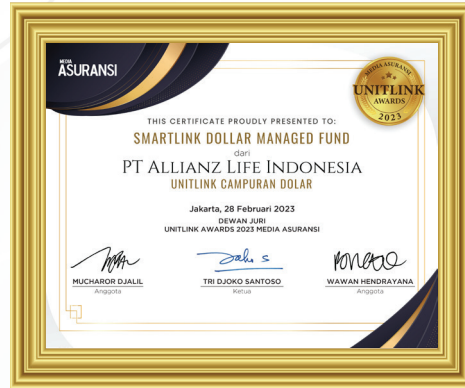 MEDIA
ASURANSI
MEDIA ASURANSI
UNITLINK
AWARDS
2023
THIS CERTIFICATE PROUDLY PRESENTED TO:
SMARTLINK DOLLAR MANAGED FUND
dari
PT ALLIANZ LIFE INDONESIA
UNITLINK CAMPURAN DOLAR
Jakarta, 28 Februari 2023
DEWAN JURI
UNITLINK AWARDS 2023 MEDIA ASURANSI
MUCHAROR DJALIL TRI DJOKO SANTOSO WAWAN HENDRAYANA
Anggota Ketua Anggota